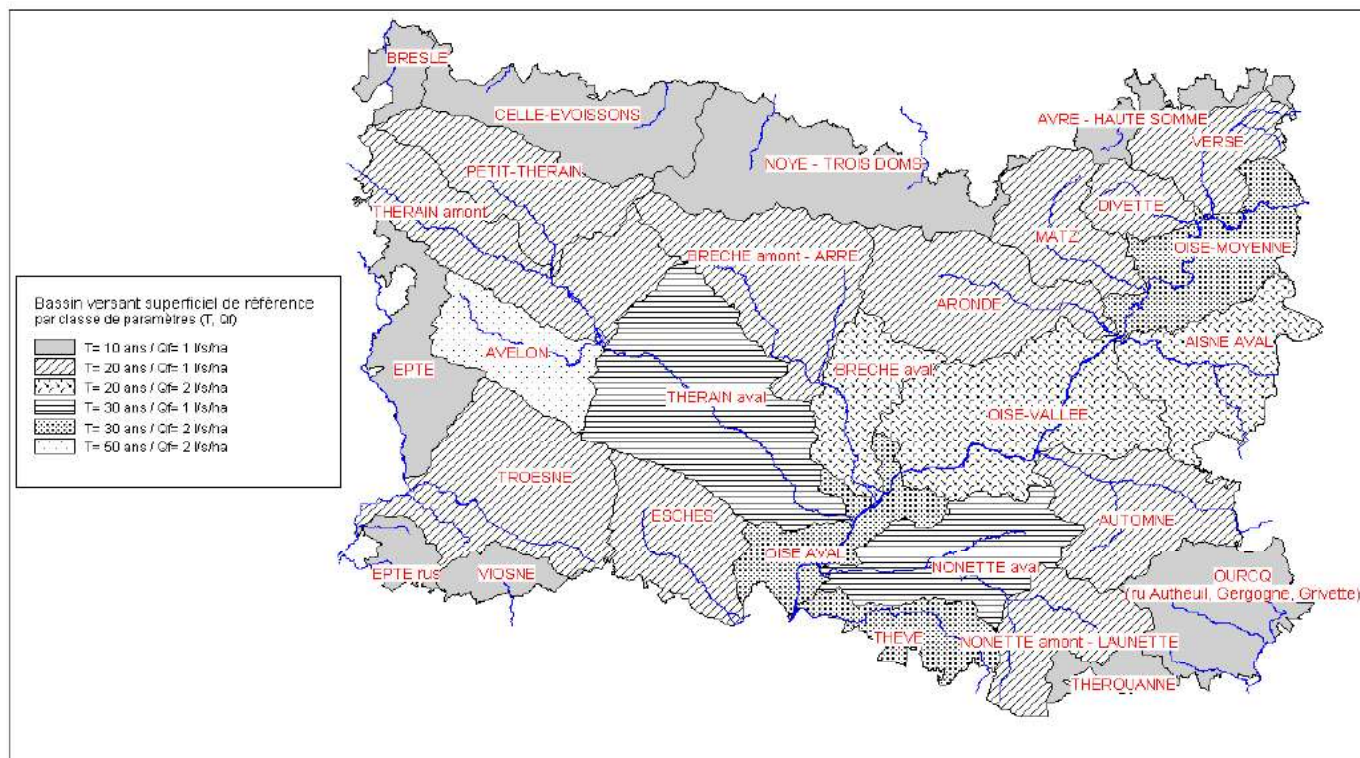 BRESLE
CELLE-EVOISSONS
AVRE - HAUTE SOMME
VERSE
NOYE - TROIS DOMS
PETIT-THERAIN
DIVETTE
THERAIN amont
MATZ
OISE-MOYENNE
BRECHE amont - ARRE
ARONDE
Bassin versant superficiel de référence
par classe de paramètres (T, Qf)
T= 10 ans / Qf= 1 l/s/ha
T= 20 ans / Qf= 1 l/s/ha
T= 20 ans / Qf= 2 l/s/ha
T= 30 ans / Qf= 1 l/s/ha
T= 30 ans / Qf= 2 l/s/ha
T= 50 ans / Qf= 2 l/s/ha
AISNE AVAL
AVELON
EPTE
BRECHE aval
THERAIN aval
OISE-VALLEE
TROESNE
ESCHES
AUTOMNE
OISE AVAL
NONETTE aval
EPTE rus
VIOSNE
OURCQ
(ru Autheuil, Gergogne, Grivette)
THEVE
NONETTE amont - LAUNETTE
THEROUANNE